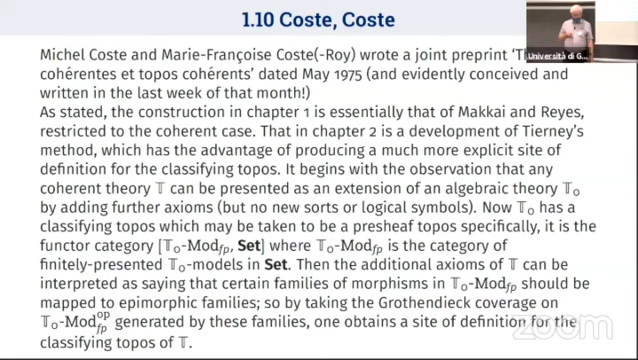 1.10 Coste, Coste
Michel Coste and Marie-Françoise Coste(-Roy) wrote a joint preprint 'T
cohérentes et topos cohérents' dated May 1975 (and evidently conceived and
written in the last week of that month!)
As stated, the construction in chapter 1 is essentially that of Makkai and Reyes,
restricted to the coherent case. That in chapter 2 is a development of Tierney's
method, which has the advantage of producing a much more explicit site of
definition for the classifying topos. It begins with the observation that any
coherent theory 𝕋 can be presented as an extension of an algebraic theory 𝕋₀
by adding further axioms (but no new sorts or logical symbols). Now 𝕋₀ has a
classifying topos which may be taken to be a presheaf topos specifically, it is the
functor category [𝕋₀-Mod_fp, Set] where 𝕋₀-Mod_fp is the category of
finitely-presented 𝕋₀-models in Set. Then the additional axioms of 𝕋 can be
interpreted as saying that certain families of morphisms in 𝕋₀-Mod_fp should be
mapped to epimorphic families; so by taking the Grothendieck coverage on
𝕋₀-Mod_fp^op generated by these families, one obtains a site of definition for the
classifying topos of 𝕋.
Università di G...
zoom